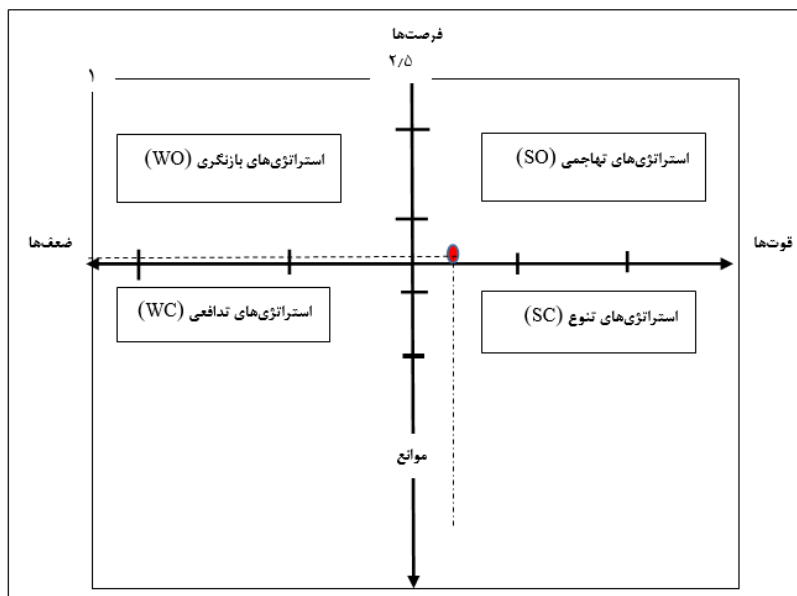 فرصت‌ها
۲/۵
۱
استراتژی‌های تهاجمی (SO)
استراتژی‌های بازنگری (WO)
قوت‌ها
ضعف‌ها
استراتژی‌های تنوع (SC)
استراتژی‌های تدافعی (WC)
موانع